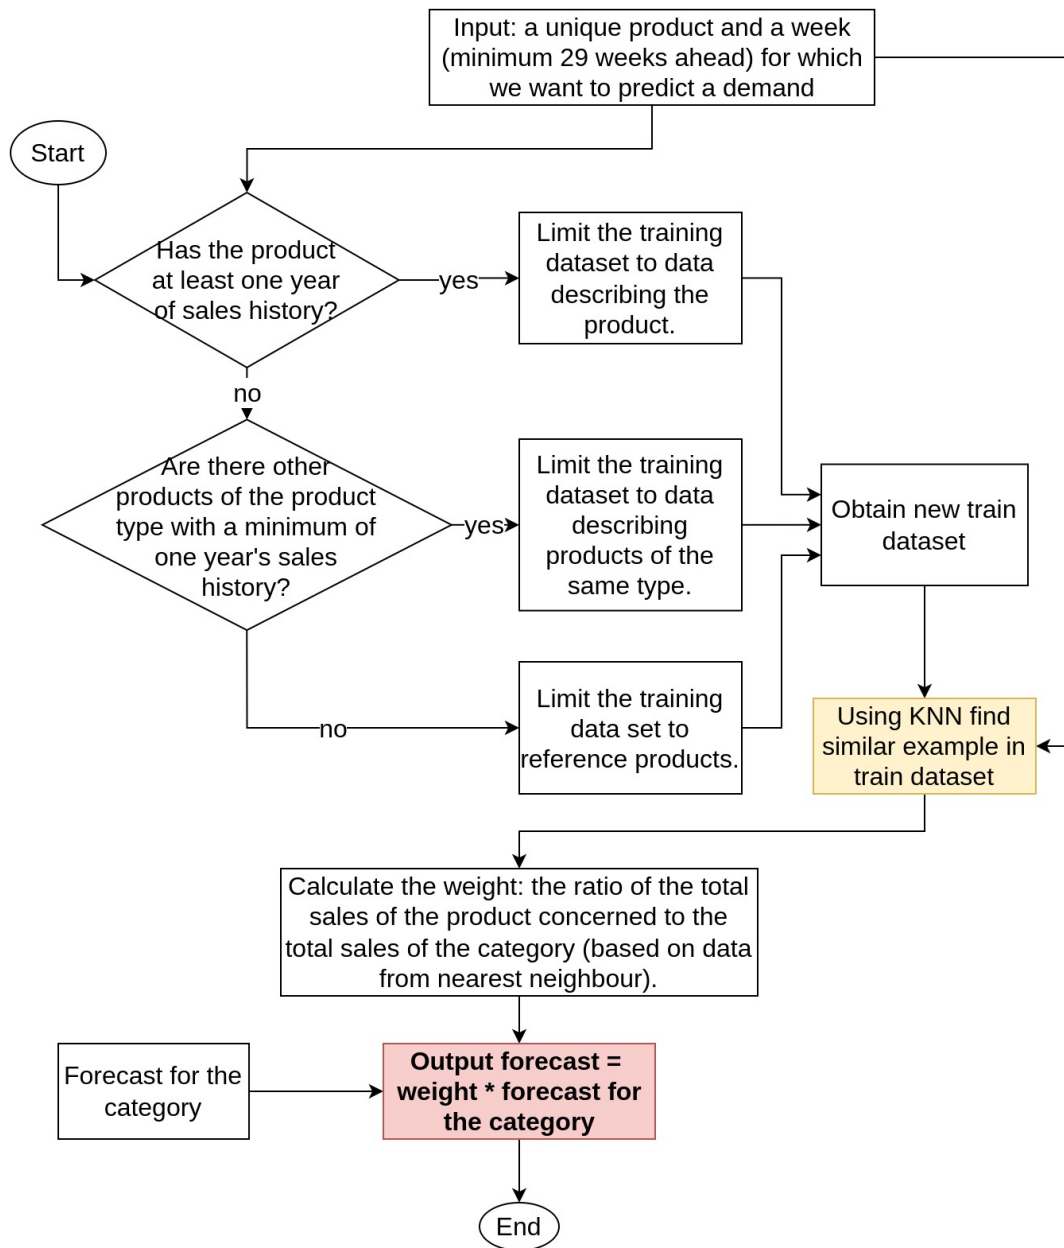 Input: a unique product and a week
(minimum 29 weeks ahead) for which
we want to predict a demand
Start
Has the product
at least one year
of sales history?
yes
Limit the training
dataset to data
describing the
product.
no
Are there other
products of the product
type with a minimum of
one year's sales
history?
yes
Limit the training
dataset to data
describing
products of the
same type.
Obtain new train
dataset
no
Limit the training
data set to
reference products.
Using KNN find
similar example in
train dataset
Calculate the weight: the ratio of the total
sales of the product concerned to the
total sales of the category (based on data
from nearest neighbour).
Forecast for the
category
Output forecast =
weight * forecast for
the category
End